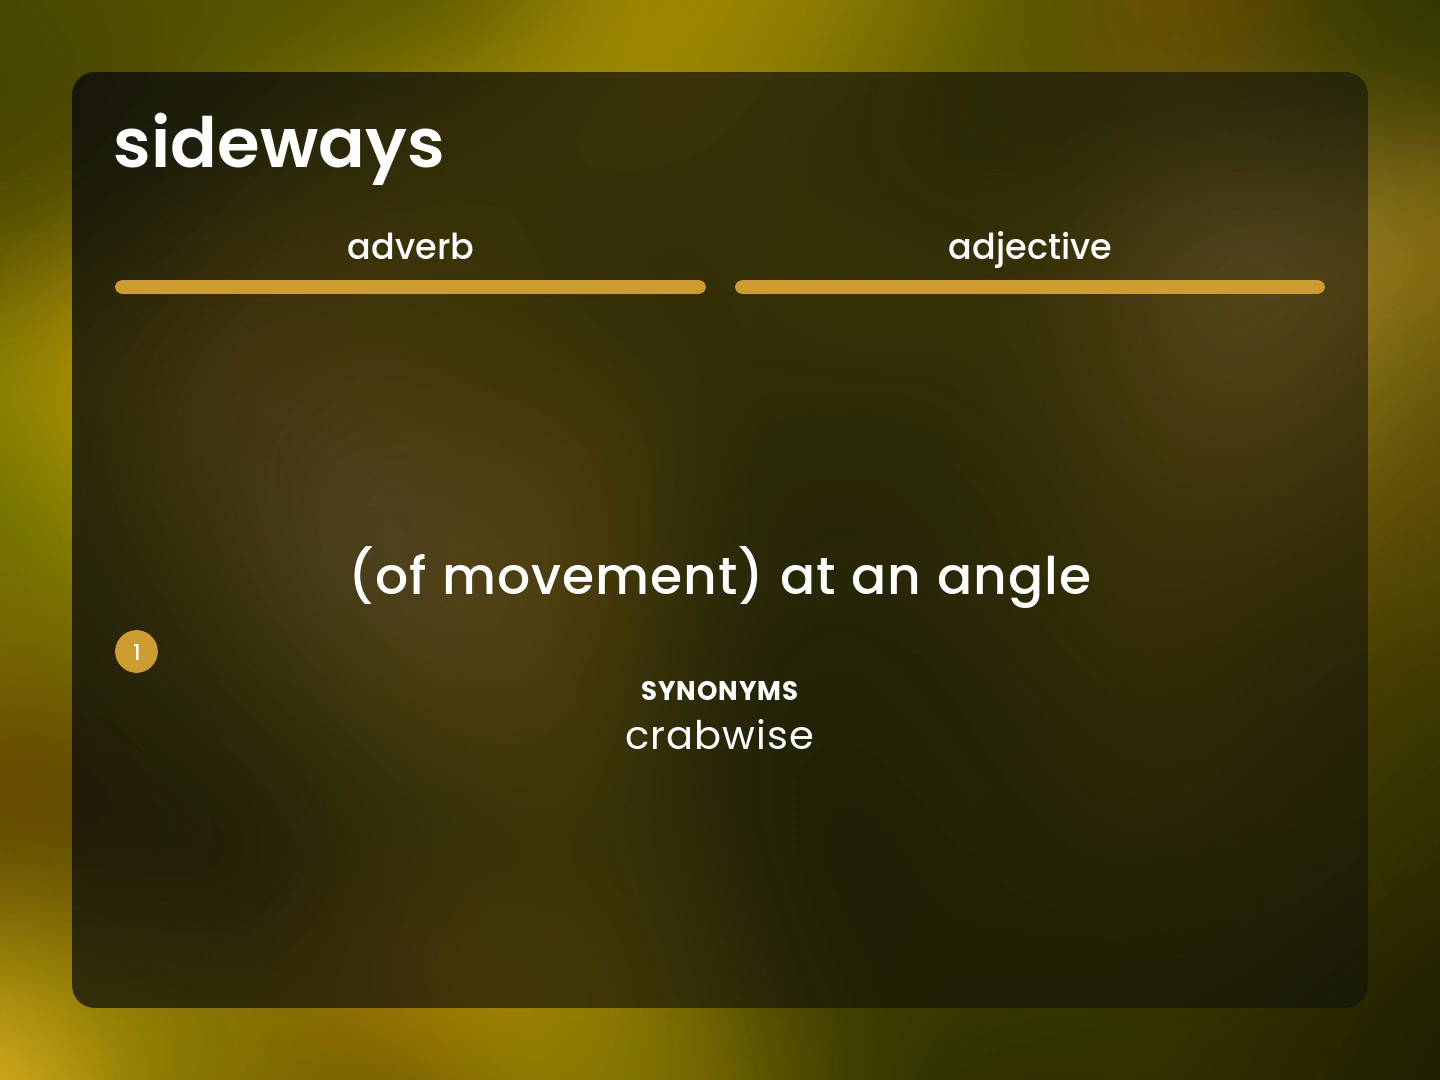 sideways
adverb
adjective
(of movement) at an angle
1
SYNONYMS
crabwise